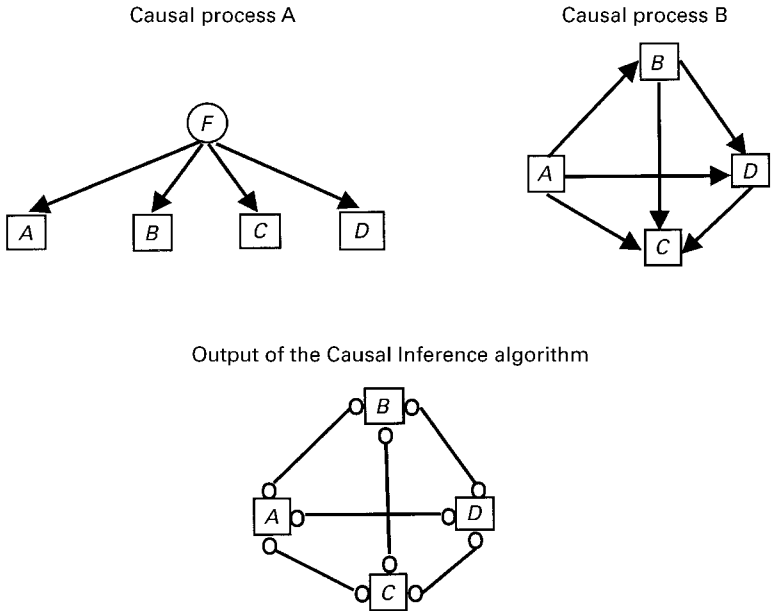 Causal process A
Causal process B
F
A
B
C
D
B
A
D
C
Output of the Causal Inference algorithm
B
A
D
C